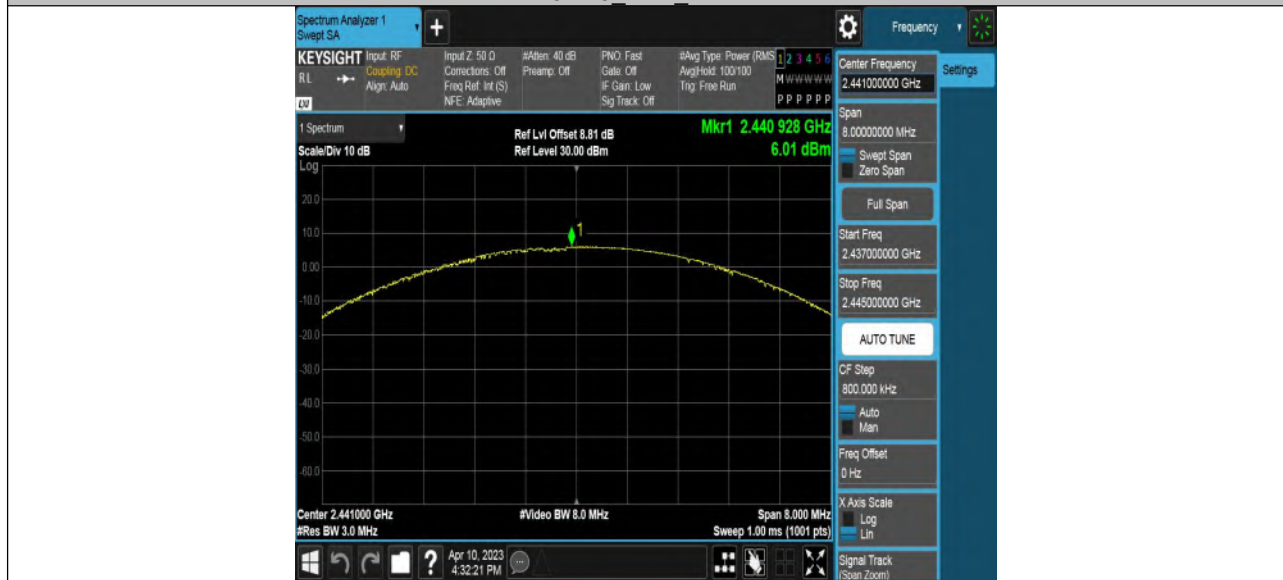 Spectrum Analyzer 1
Swept SA
+
Frequency
KEYSIGHT
RL
LXI
Input: RF
Coupling: DC
Align: Auto
Input Z: 50 Ω
Corrections: Off
Freq Ref: Int (S)
NFE: Adaptive
#Atten: 40 dB
Preamp: Off
PNO: Fast
Gate: Off
IF Gain: Low
Sig Track: Off
#Avg Type: Power (RMS
Avg|Hold: 100/100
Trig: Free Run
1 2 3 4 5 6
M W W W W W
P P P P P P
Center Frequency
2.441000000 GHz
Settings
1 Spectrum
Scale/Div 10 dB
Log
Ref Lvl Offset 8.81 dB
Ref Level 30.00 dBm
Mkr1 2.440 928 GHz
6.01 dBm
Span
8.00000000 MHz
Swept Span
Zero Span
Full Span
Start Freq
2.437000000 GHz
Stop Freq
2.445000000 GHz
AUTO TUNE
CF Step
800.000 kHz
Auto
Man
Freq Offset
0 Hz
X Axis Scale
Log
Lin
Signal Track
(Span Zoom)
20.0
10.0
1
0.00
-10.0
-20.0
-30.0
-40.0
-50.0
-60.0
Center 2.441000 GHz
#Res BW 3.0 MHz
#Video BW 8.0 MHz
Span 8.000 MHz
Sweep 1.00 ms (1001 pts)
?
Apr 10, 2023
4:32:21 PM